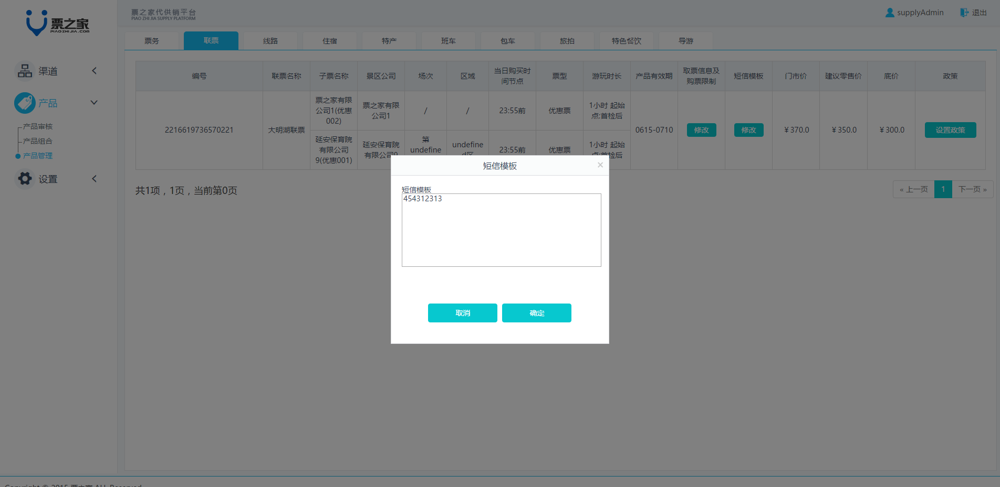 票之家
PIAOZHIJIA.COM
票之家代供销平台
PIAO ZHI JIA SUPPLY PLATFORM
supplyAdmin
退出
渠道
产品
产品审核
产品组合
产品管理
设置
票务
联票
线路
住宿
特产
班车
包车
旅拍
特色餐饮
导游
编号
联票名称
子票名称
景区公司
场次
区域
当日购买时
间节点
票型
游玩时长
产品有效期
取票信息及
购票限制
短信模板
门市价
建议零售价
底价
政策
2216619736570221
大明湖联票
票之家有限
公司1(优惠
002)
票之家有限
公司1
/
/
23:55前
优惠票
1小时 起始
点:首检后
0615-0710
修改
修改
¥370.0
¥350.0
¥300.0
设置政策
延安保育院
有限公司
9(优惠001)
延安保育院
有限公司9
第
undefine
undefine
d区
23:55前
优惠票
1小时 起始
点:首检后
共1项，1页，当前第0页
« 上一页
1
下一页 »
短信模板
×
短信模板
454312313
取消
确定
Copyright © 2015 票之家 ALL Reserved